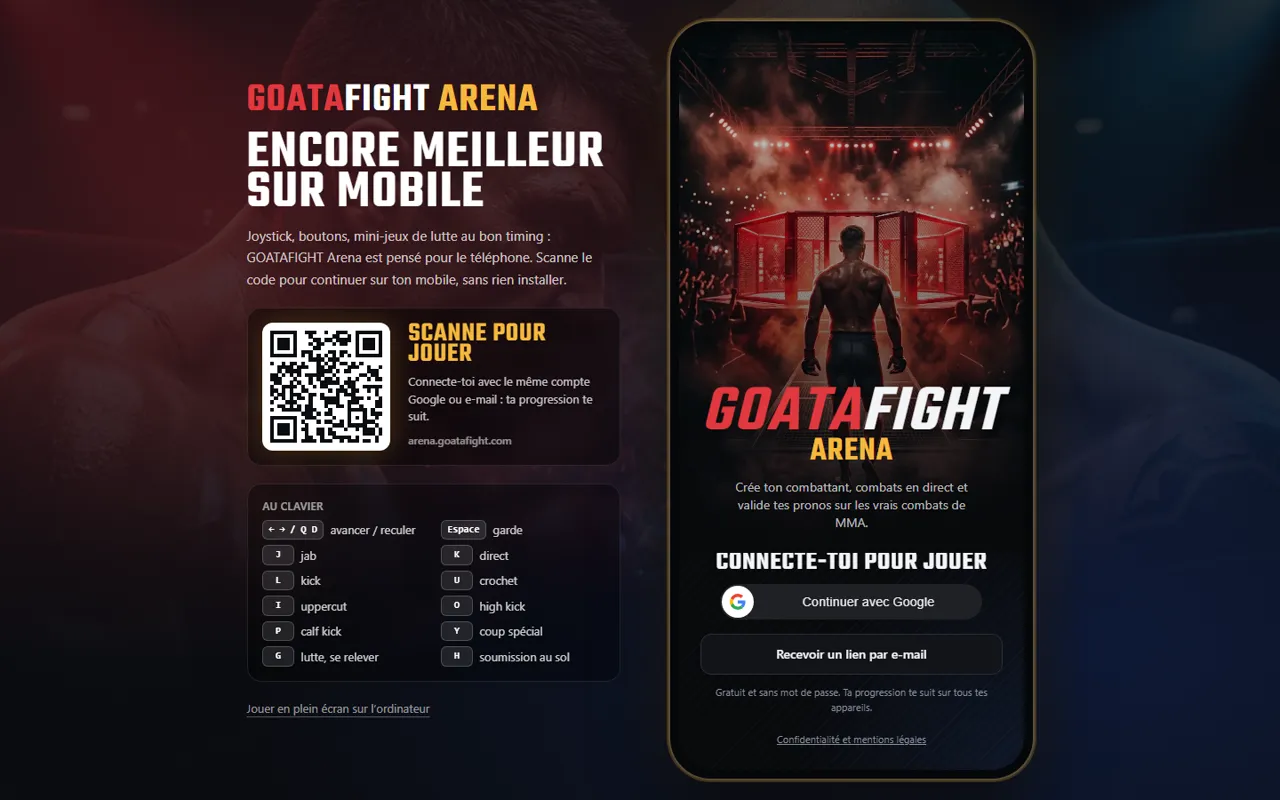 GOATAFIGHT ARENA
ENCORE MEILLEUR
SUR MOBILE
Joystick, boutons, mini-jeux de lutte au bon timing :
GOATAFIGHT Arena est pensé pour le téléphone. Scanne le
code pour continuer sur ton mobile, sans rien installer.
SCANNE POUR
JOUER
Connecte-toi avec le même compte
Google ou e-mail : ta progression te
suit.
arena.goatafight.com
AU CLAVIER
← → / Q D avancer / reculer
Espace garde
J jab
K direct
L kick
U crochet
I uppercut
O high kick
P calf kick
Y coup spécial
G lutte, se relever
H soumission au sol
Jouer en plein écran sur l'ordinateur
GOATAFIGHT
ARENA
Crée ton combattant, combats en direct et
valide tes pronos sur les vrais combats de
MMA.
CONNECTE-TOI POUR JOUER
Continuer avec Google
Recevoir un lien par e-mail
Gratuit et sans mot de passe. Ta progression te suit sur tous tes
appareils.
Confidentialité et mentions légales